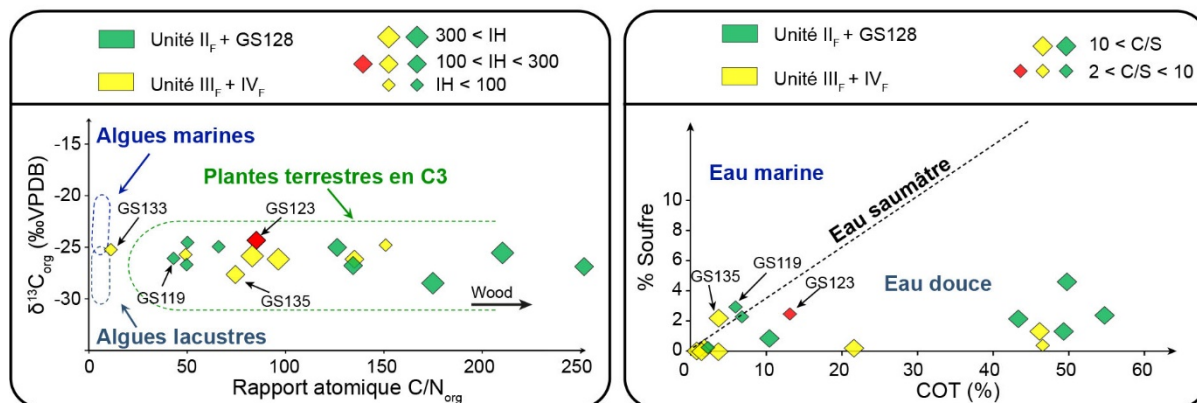 Unité II_F + GS128
Unité III_F + IV_F
300 < IH
100 < IH < 300
IH < 100
Algues marines
Plantes terrestres en C3
GS133
GS123
GS119
GS135
Wood
Algues lacustres
δ¹³C_org (‰VPDB)
-15
-20
-25
-30
0
50
100
150
200
250
Rapport atomique C/N_org
Unité II_F + GS128
Unité III_F + IV_F
10 < C/S
2 < C/S < 10
Eau marine
Eau saumâtre
Eau douce
GS135
GS119
GS123
% Soufre
10
8
6
4
2
0
0
10
20
30
40
50
60
COT (%)